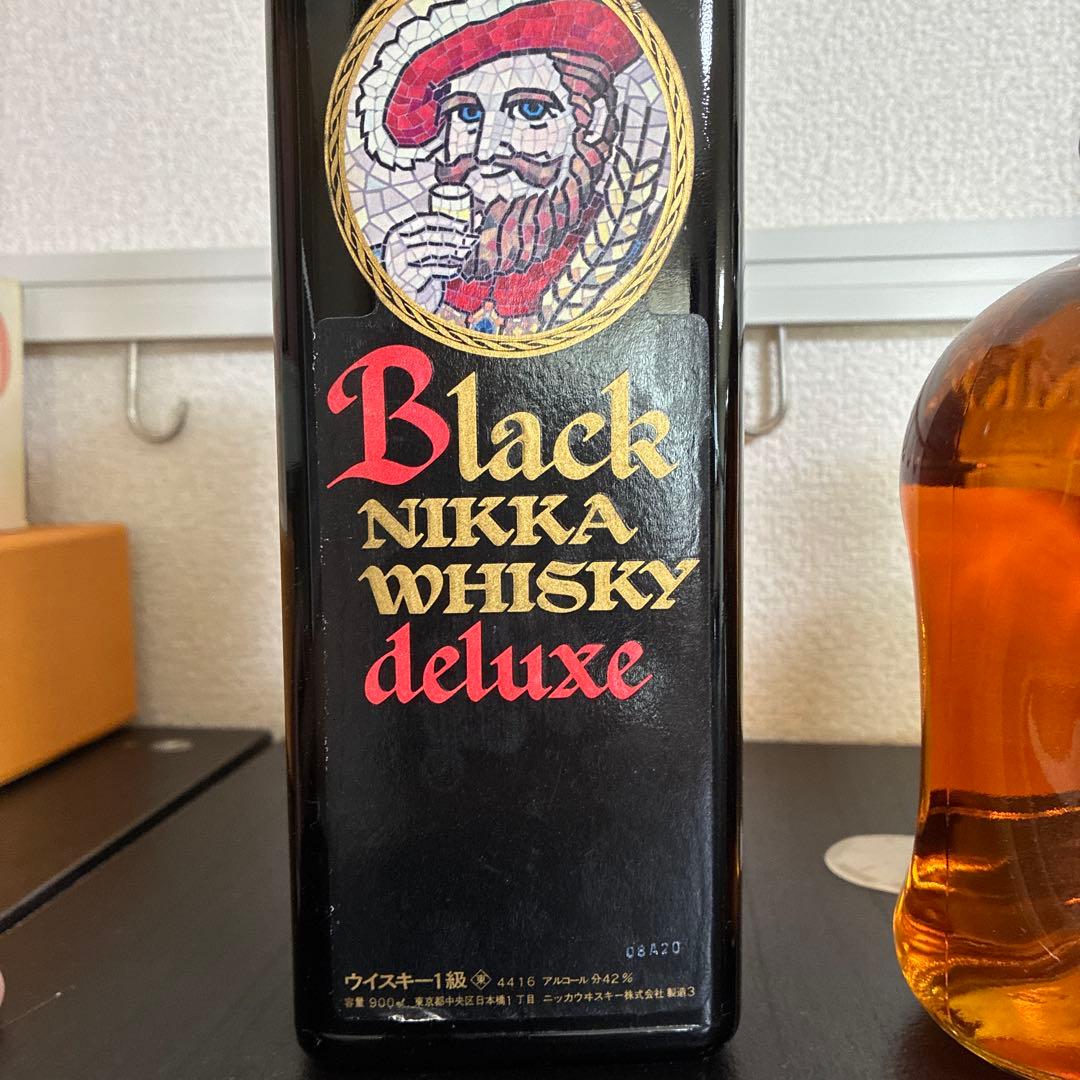 Black
NIKKA
WHISKY
deluxe
08A20
ウイスキー1級 東 4416 アルコール分42%
容量 900㎖ 東京都中央区日本橋1丁目 ニッカウヰスキー株式会社 製造3